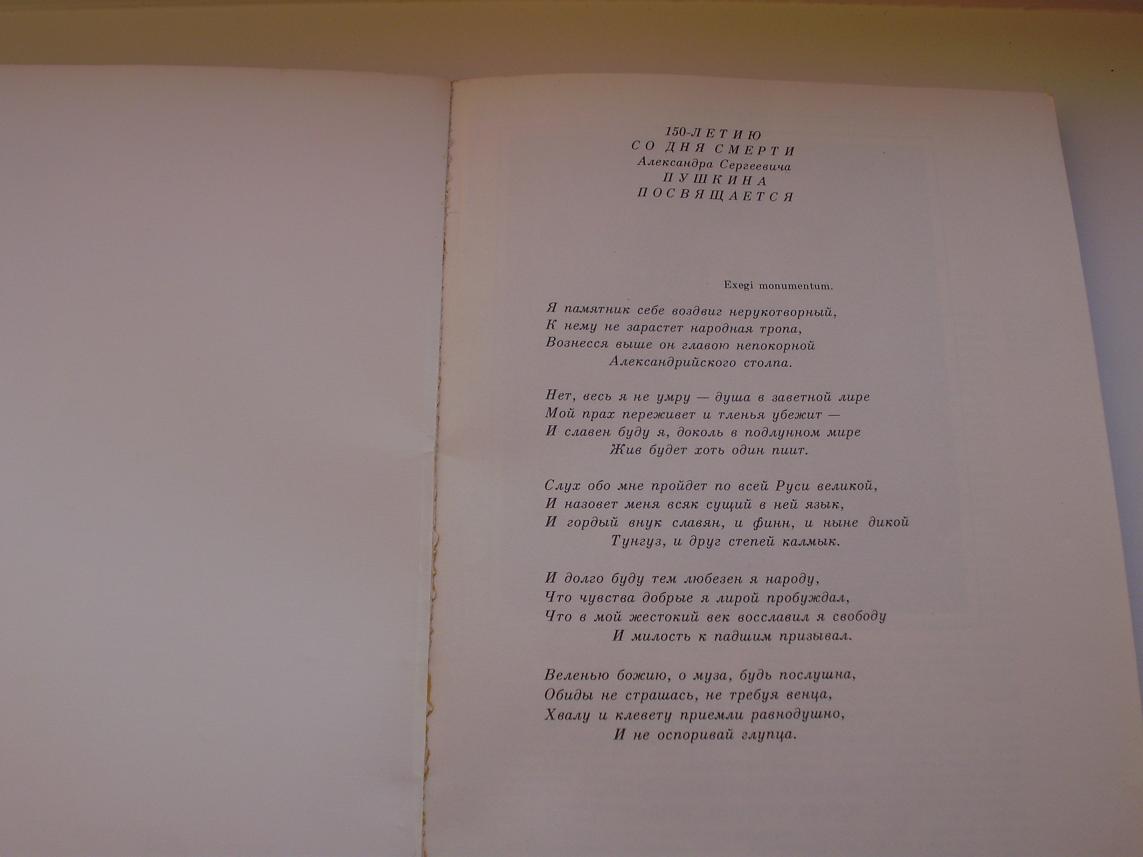 150-ЛЕТИЮ
СО ДНЯ СМЕРТИ
Александра Сергеевича
ПУШКИНА
ПОСВЯЩАЕТСЯ
Exegi monumentum.
Я памятник себе воздвиг нерукотворный,
К нему не зарастет народная тропа,
Вознесся выше он главою непокорной
Александрийского столпа.
Нет, весь я не умру — душа в заветной лире
Мой прах переживет и тленья убежит —
И славен буду я, доколь в подлунном мире
Жив будет хоть один пиит.
Слух обо мне пройдет по всей Руси великой,
И назовет меня всяк сущий в ней язык,
И гордый внук славян, и финн, и ныне дикой
Тунгуз, и друг степей калмык.
И долго буду тем любезен я народу,
Что чувства добрые я лирой пробуждал,
Что в мой жестокий век восславил я свободу
И милость к падшим призывал.
Веленью божию, о муза, будь послушна,
Обиды не страшась, не требуя венца,
Хвалу и клевету приемли равнодушно,
И не оспоривай глупца.